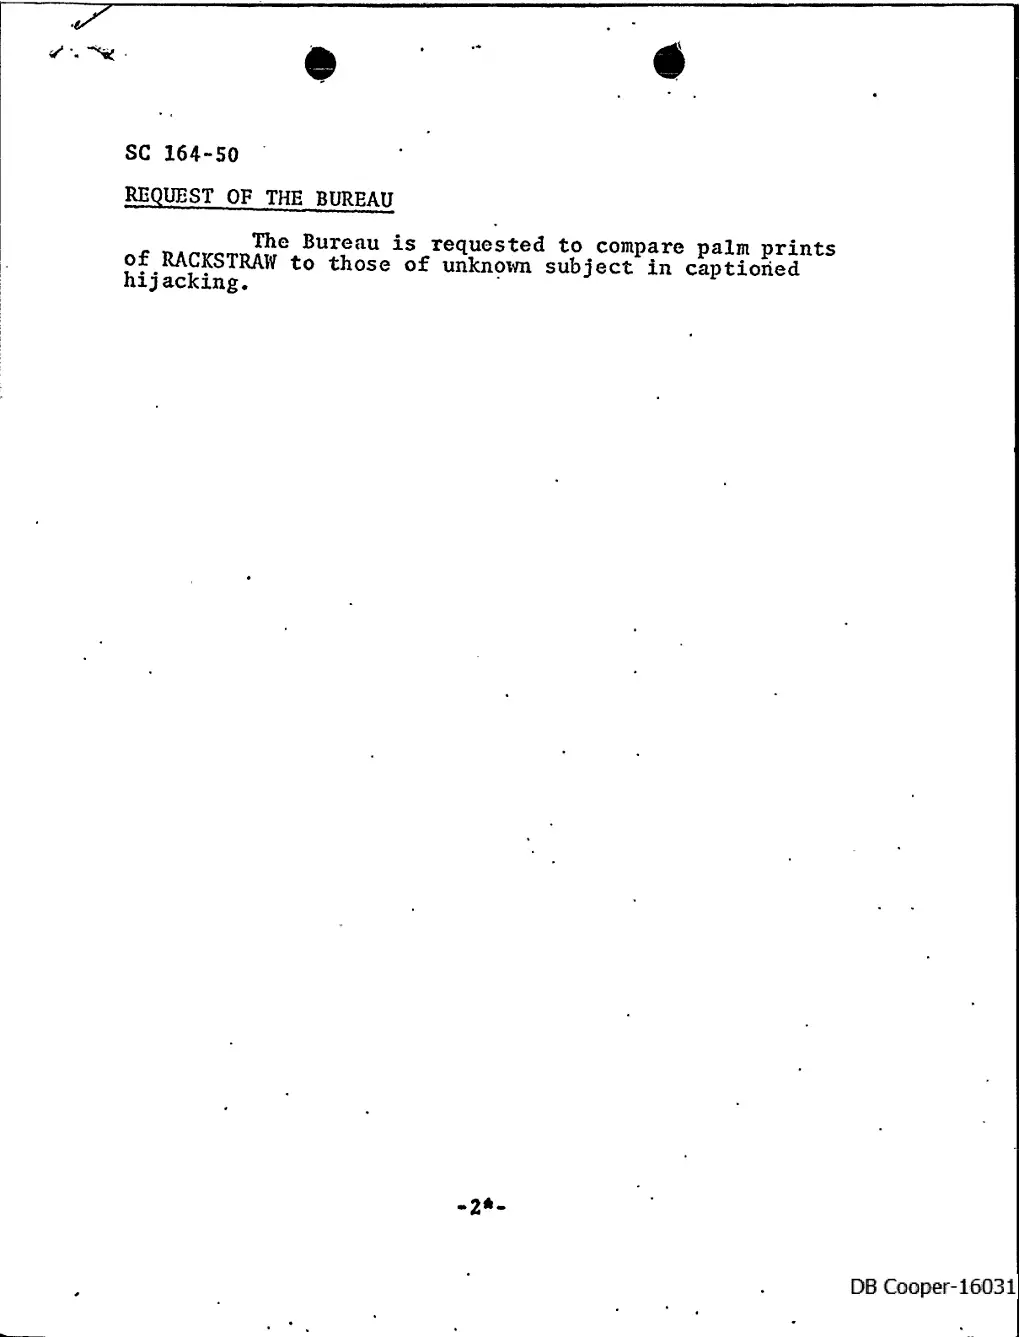 SC 164-50
REQUEST OF THE BUREAU
The Bureau is requested to compare palm prints
of RACKSTRAW to those of unknown subject in captioned
hijacking.
-2*-
DB Cooper-16031